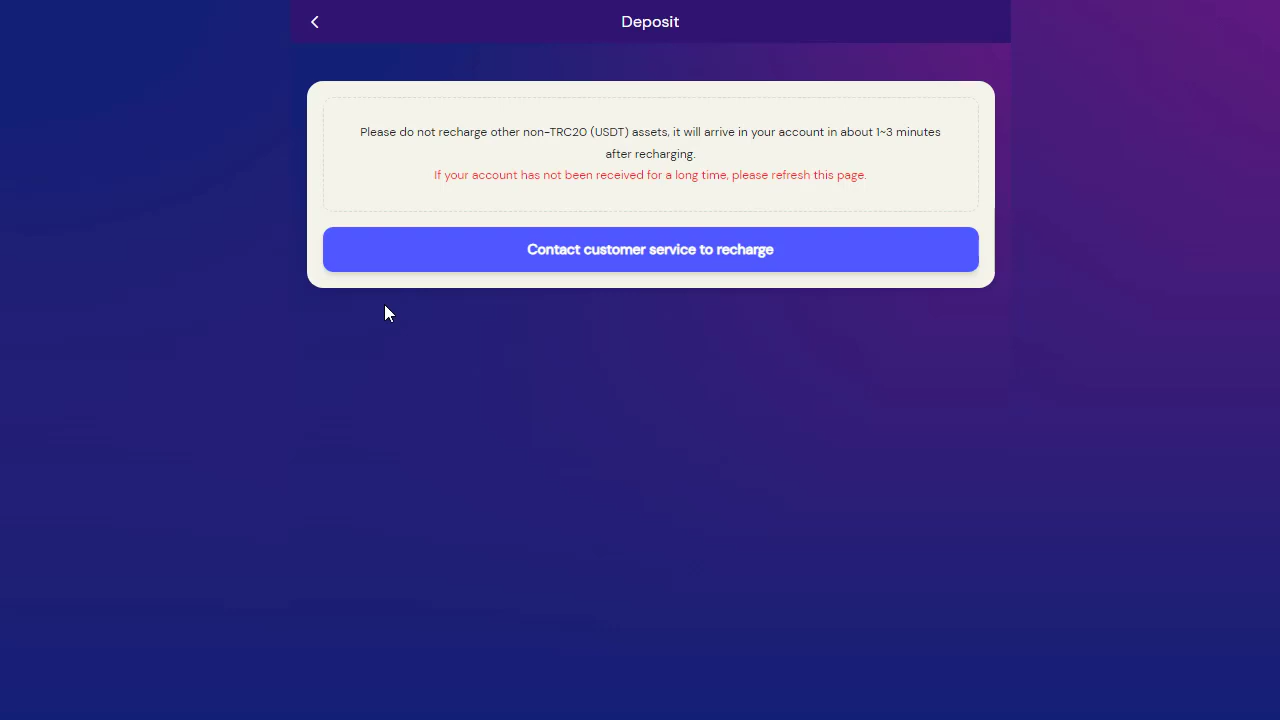 Deposit
Please do not recharge other non-TRC20 (USDT) assets, it will arrive in your account in about 1~3 minutes
after recharging.
If your account has not been received for a long time, please refresh this page.
Contact customer service to recharge